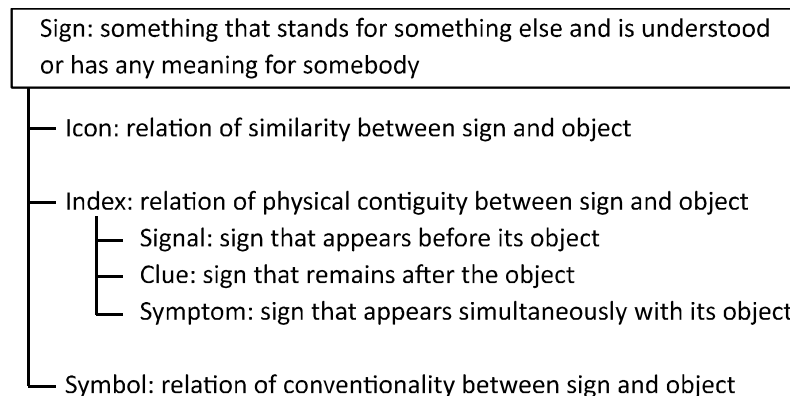 Sign: something that stands for something else and is understood
or has any meaning for somebody
Icon: relation of similarity between sign and object
Index: relation of physical contiguity between sign and object
Signal: sign that appears before its object
Clue: sign that remains after the object
Symptom: sign that appears simultaneously with its object
Symbol: relation of conventionality between sign and object